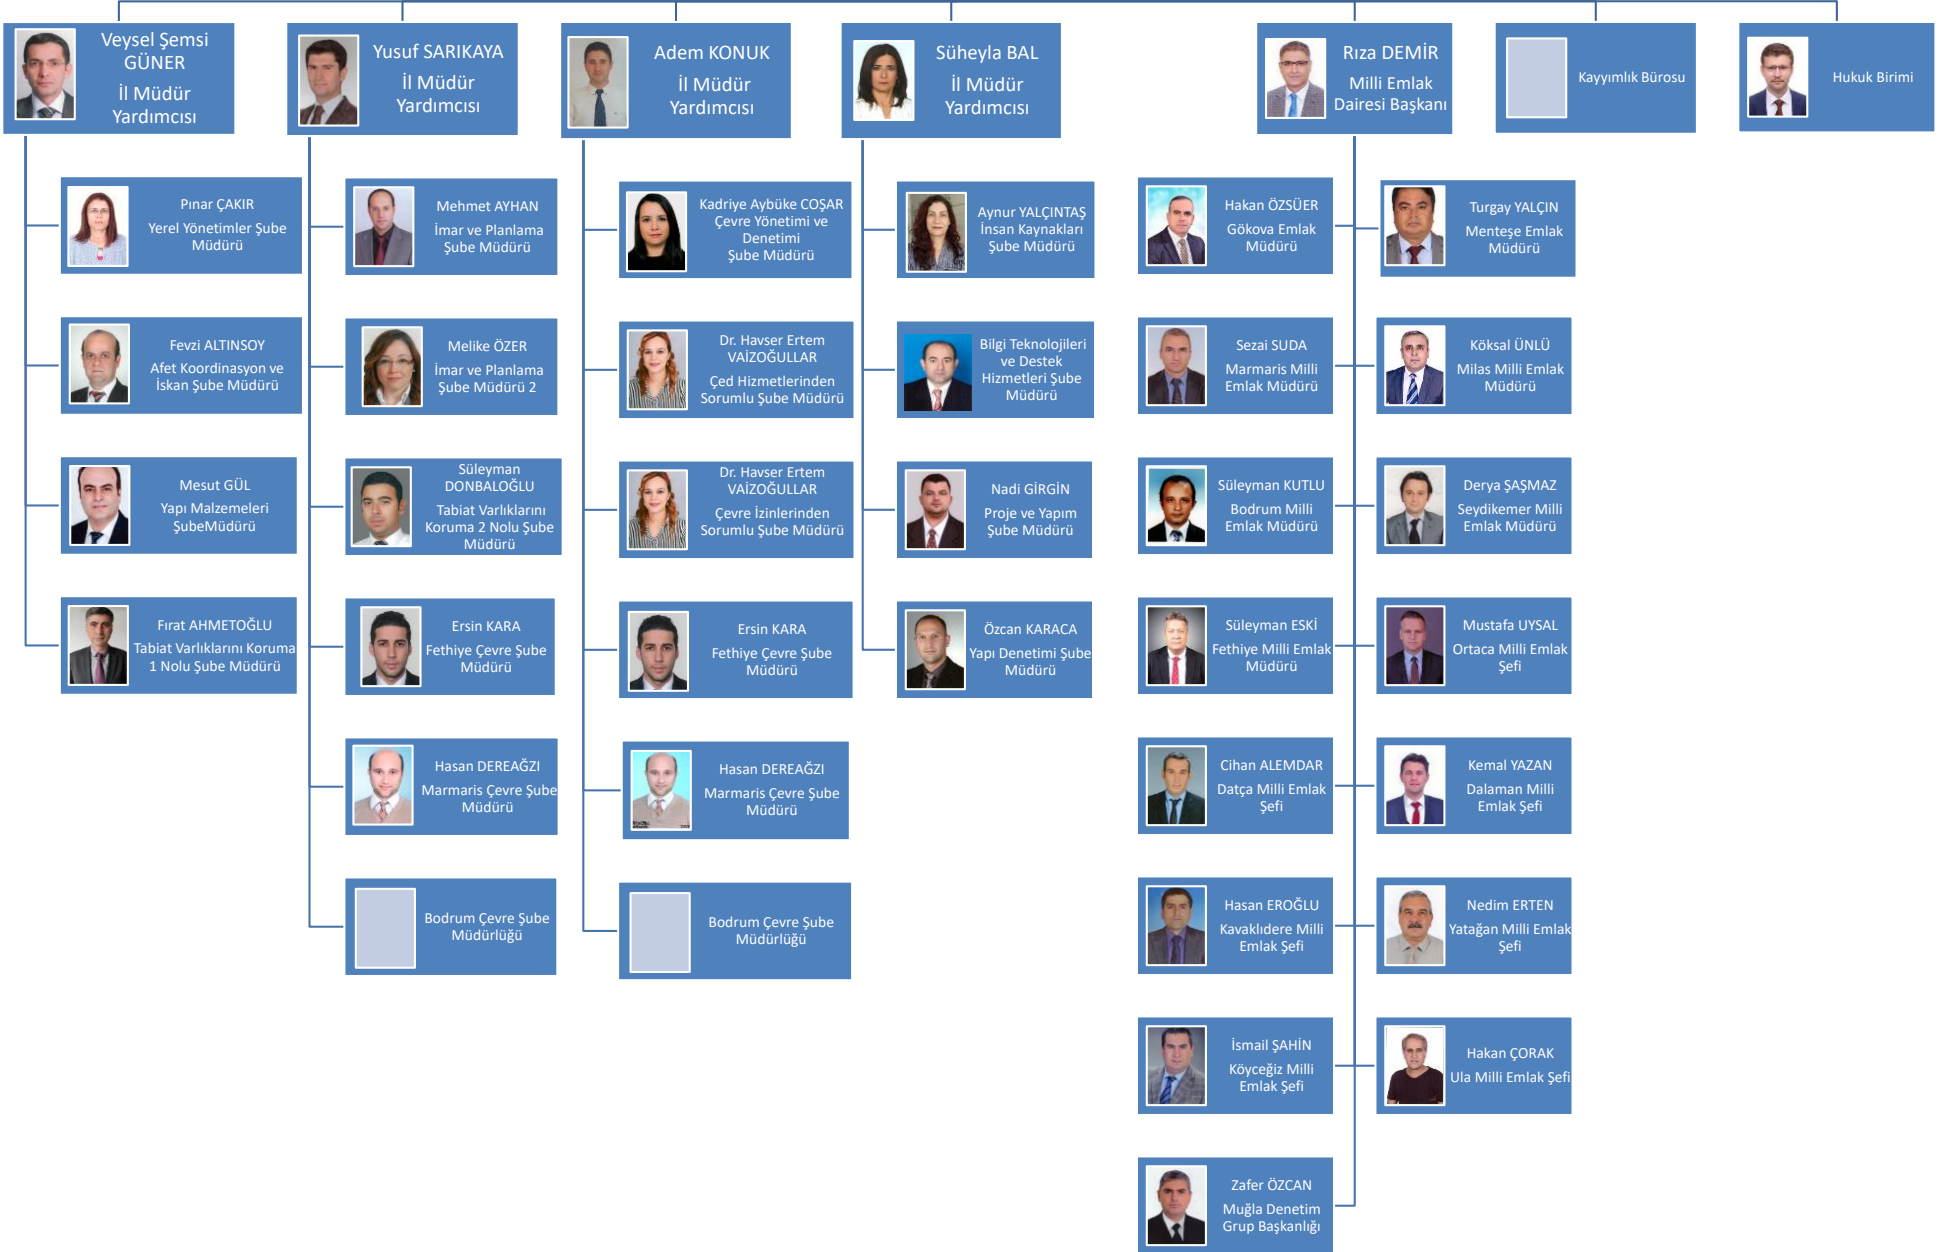 Veysel Şemsi
GÜNER
İl Müdür
Yardımcısı
Yusuf SARIKAYA
İl Müdür
Yardımcısı
Adem KONUK
İl Müdür
Yardımcısı
Süheyla BAL
İl Müdür
Yardımcısı
Rıza DEMİR
Milli Emlak
Dairesi Başkanı
Kayyımlık Bürosu
Hukuk Birimi
Pınar ÇAKIR
Yerel Yönetimler Şube
Müdürü
Fevzi ALTINSOY
Afet Koordinasyon ve
İskan Şube Müdürü
Mesut GÜL
Yapı Malzemeleri
ŞubeMüdürü
Fırat AHMETOĞLU
Tabiat Varlıklarını Koruma
1 Nolu Şube Müdürü
Mehmet AYHAN
İmar ve Planlama
Şube Müdürü
Melike ÖZER
İmar ve Planlama
Şube Müdürü 2
Süleyman
DONBALOĞLU
Tabiat Varlıklarını
Koruma 2 Nolu Şube
Müdürü
Ersin KARA
Fethiye Çevre Şube
Müdürü
Hasan DEREAĞZI
Marmaris Çevre Şube
Müdürü
Bodrum Çevre Şube
Müdürlüğü
Kadriye Aybüke COŞAR
Çevre Yönetimi ve
Denetimi
Şube Müdürü
Dr. Havser Ertem
VAİZOĞULLAR
Çed Hizmetlerinden
Sorumlu Şube Müdürü
Dr. Havser Ertem
VAİZOĞULLAR
Çevre İzinlerinden
Sorumlu Şube Müdürü
Ersin KARA
Fethiye Çevre Şube
Müdürü
Hasan DEREAĞZI
Marmaris Çevre Şube
Müdürü
Bodrum Çevre Şube
Müdürlüğü
Aynur YALÇINTAŞ
İnsan Kaynakları
Şube Müdürü
Bilgi Teknolojileri
ve Destek
Hizmetleri Şube
Müdürü
Nadi GİRGİN
Proje ve Yapım
Şube Müdürü
Özcan KARACA
Yapı Denetimi Şube
Müdürü
Hakan ÖZSÜER
Gökova Emlak
Müdürü
Turgay YALÇIN
Menteşe Emlak
Müdürü
Sezai SUDA
Marmaris Milli
Emlak Müdürü
Köksal ÜNLÜ
Milas Milli Emlak
Müdürü
Süleyman KUTLU
Bodrum Milli
Emlak Müdürü
Derya ŞAŞMAZ
Seydikemer Milli
Emlak Müdürü
Süleyman ESKİ
Fethiye Milli Emlak
Müdürü
Mustafa UYSAL
Ortaca Milli Emlak
Şefi
Cihan ALEMDAR
Datça Milli Emlak
Şefi
Kemal YAZAN
Dalaman Milli
Emlak Şefi
Hasan EROĞLU
Kavaklıdere Milli
Emlak Şefi
Nedim ERTEN
Yatağan Milli Emlak
Şefi
İsmail ŞAHİN
Köyceğiz Milli
Emlak Şefi
Hakan ÇORAK
Ula Milli Emlak Şefi
Zafer ÖZCAN
Muğla Denetim
Grup Başkanlığı